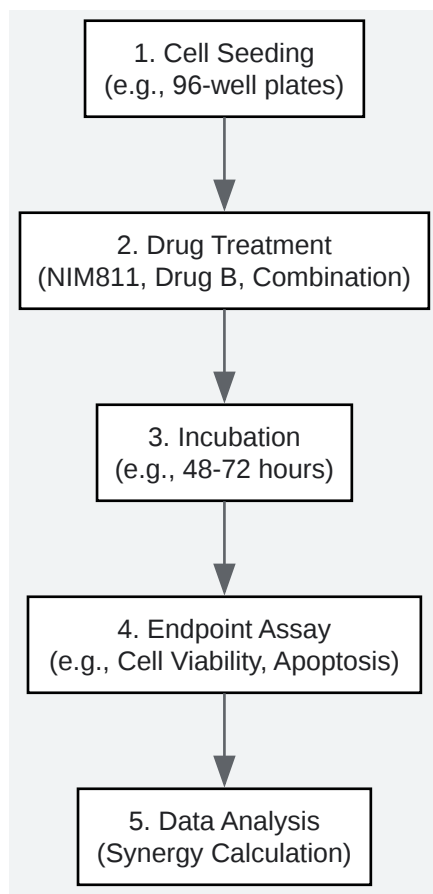 1. Cell Seeding
(e.g., 96-well plates)
2. Drug Treatment
(NIM811, Drug B, Combination)
3. Incubation
(e.g., 48-72 hours)
4. Endpoint Assay
(e.g., Cell Viability, Apoptosis)
5. Data Analysis
(Synergy Calculation)